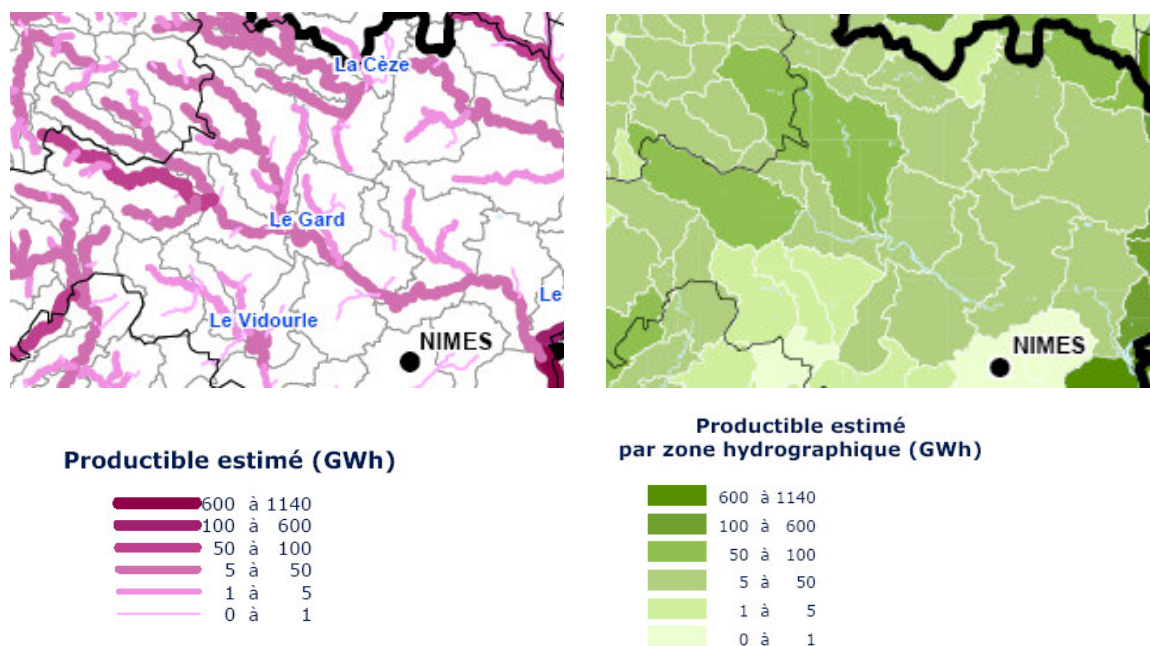 La Cèze
Le Gard
Le
Le Vidourle
NIMES
NIMES
Productible estimé (GWh)
600 à 1140
100 à 600
50 à 100
5 à 50
1 à 5
0 à 1
Productible estimé
par zone hydrographique (GWh)
600 à 1140
100 à 600
50 à 100
5 à 50
1 à 5
0 à 1